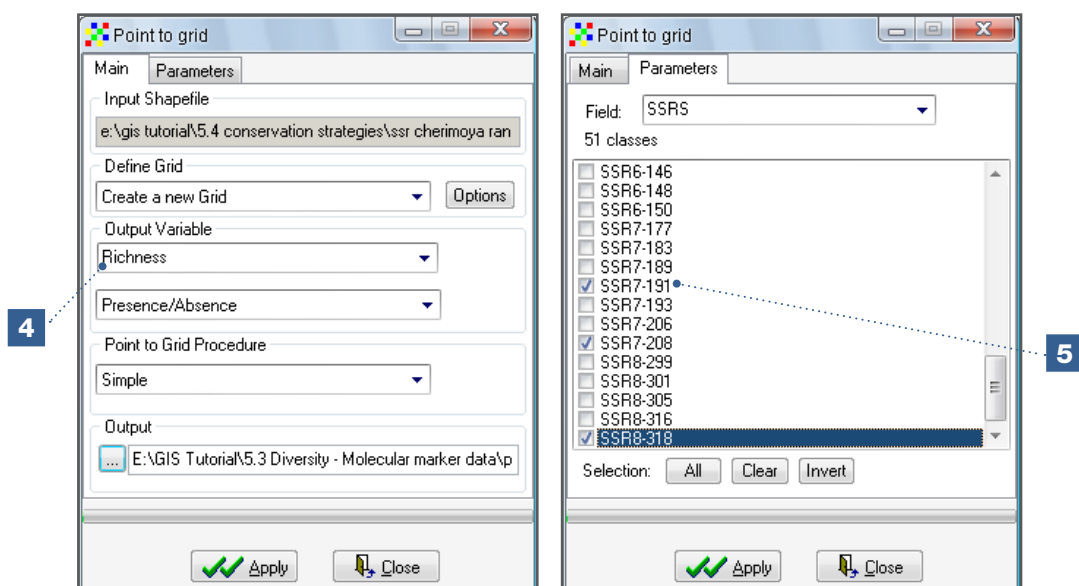 Point to grid
Main Parameters
Input Shapefile
e:\gis tutorial\5.4 conservation strategies\ssr cherimoya ran
Define Grid
Create a new Grid Options
Output Variable
Richness
Presence/Absence
Point to Grid Procedure
Simple
Output
... E:\GIS Tutorial\5.3 Diversity - Molecular marker data\p
Apply Close
4
Point to grid
Main Parameters
Field: SSRS
51 classes
SSR6-146
SSR6-148
SSR6-150
SSR7-177
SSR7-183
SSR7-189
SSR7-191
SSR7-193
SSR7-206
SSR7-208
SSR8-299
SSR8-301
SSR8-305
SSR8-316
SSR8-318
Selection: All Clear Invert
Apply Close
5